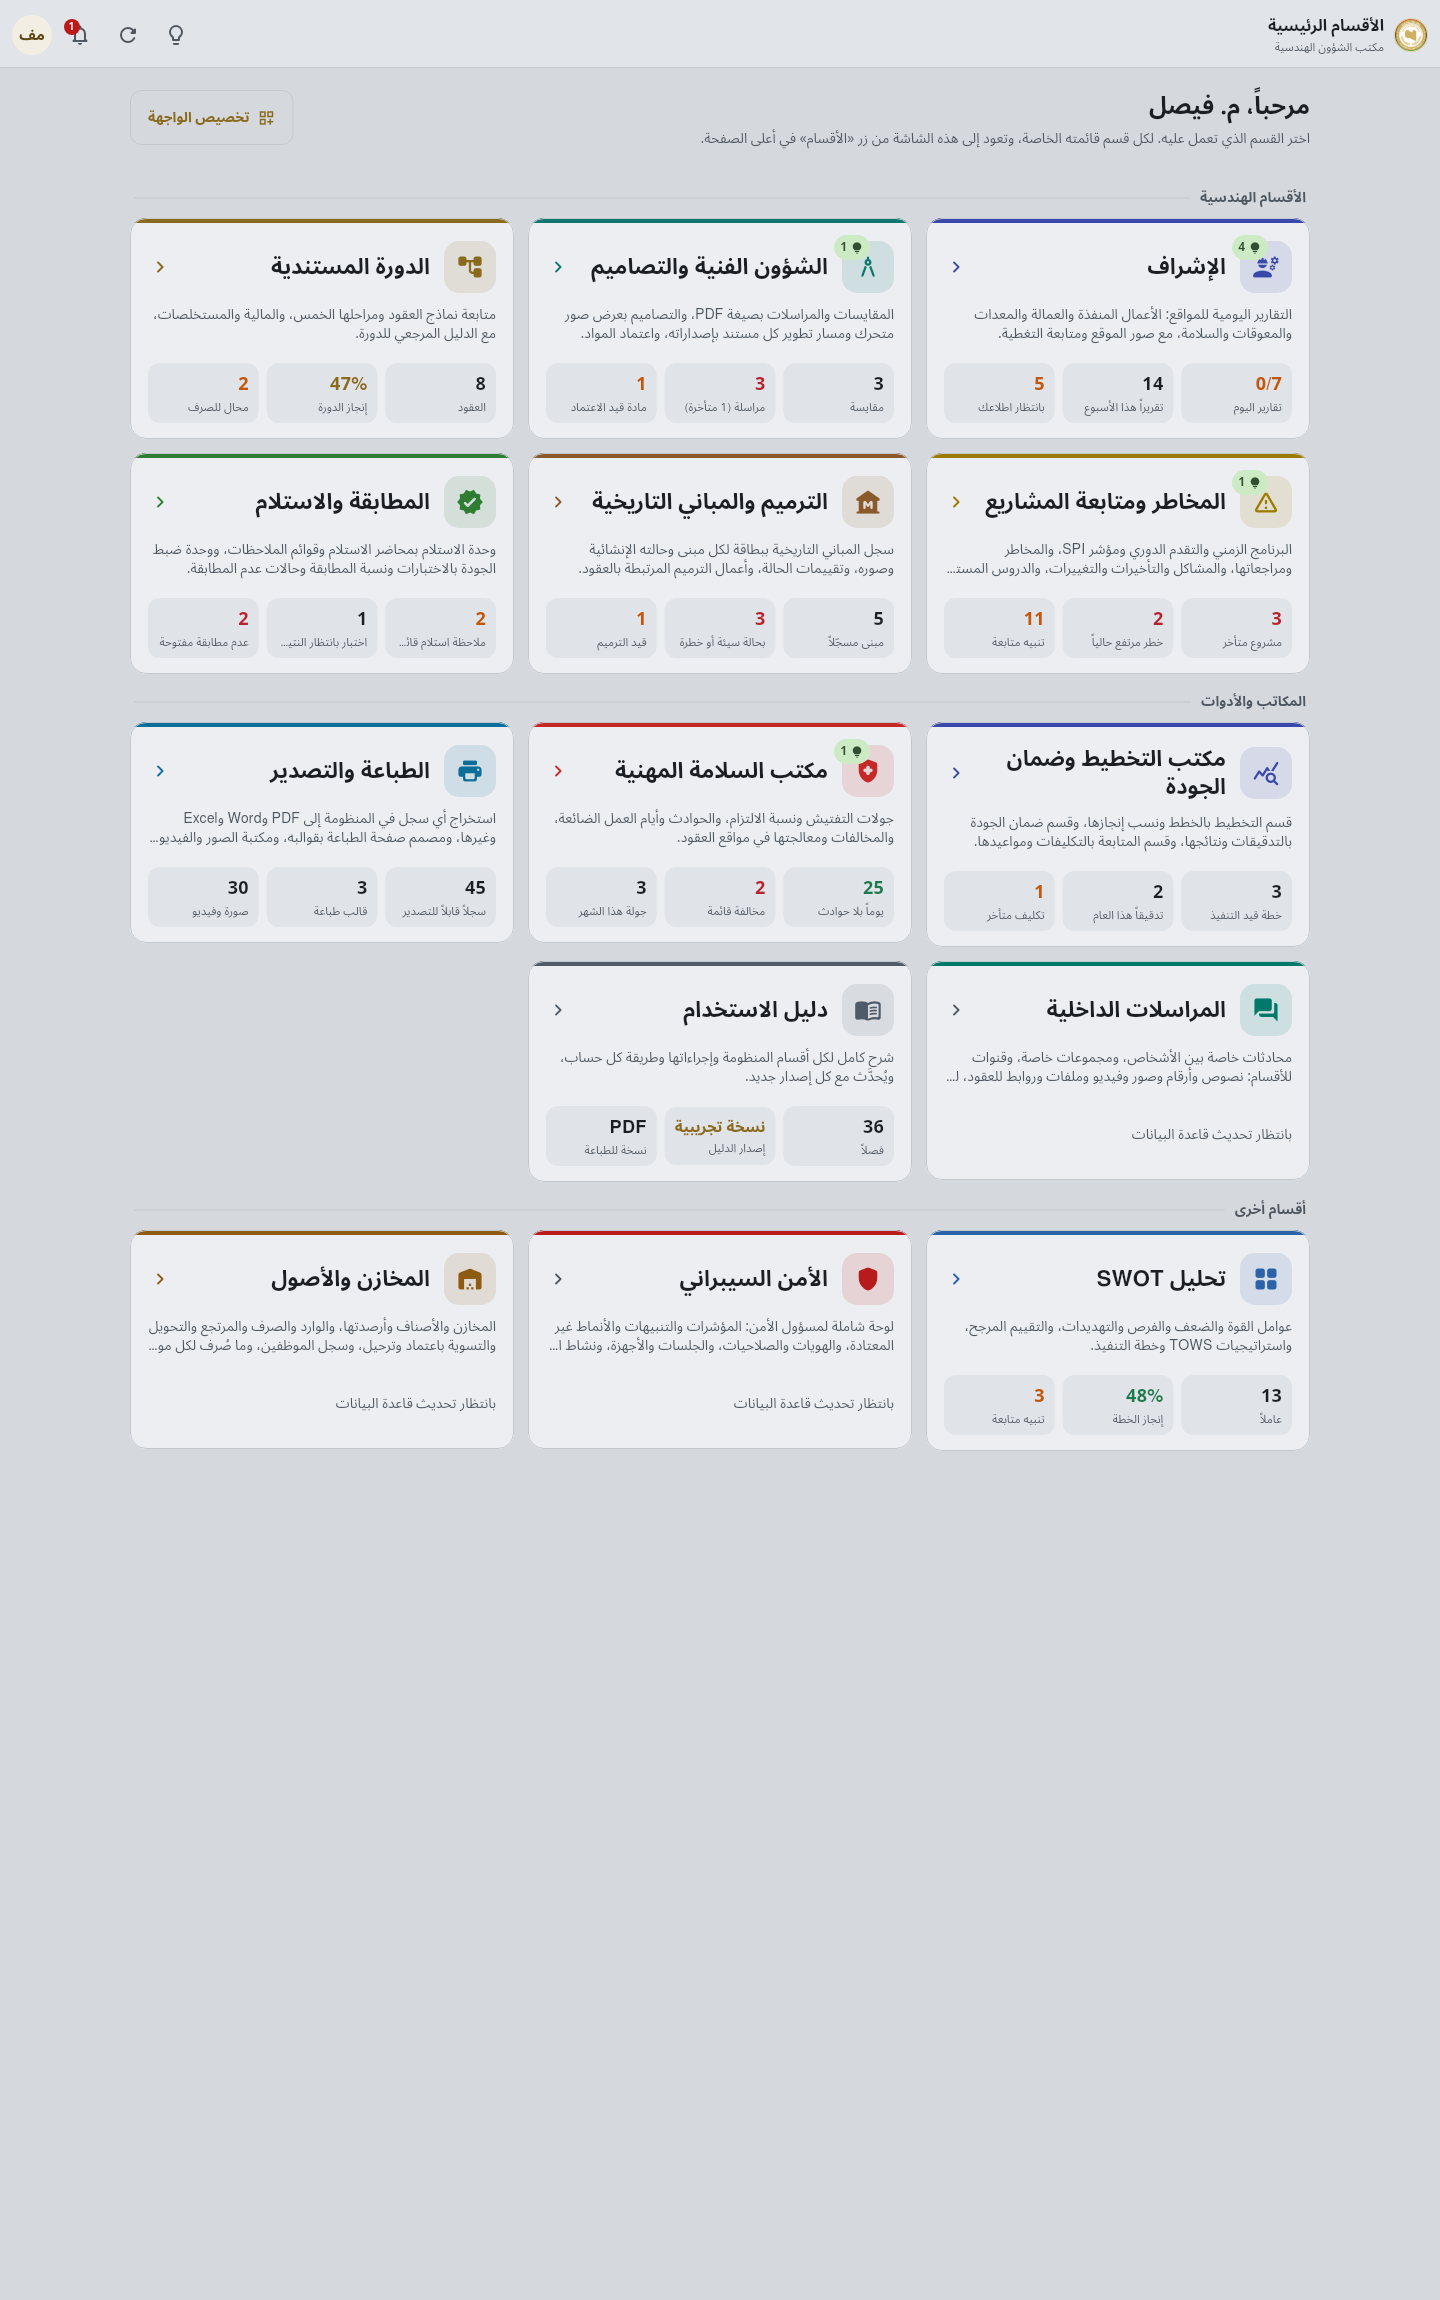 الأقسام الرئيسية
مكتب الشؤون الهندسية
1
مف
مرحباً، م. فيصل
اختر القسم الذي تعمل عليه. لكل قسم قائمته الخاصة، وتعود إلى هذه الشاشة من زر «الأقسام» في أعلى الصفحة.
تخصيص الواجهة
الأقسام الهندسية
4
الإشراف
التقارير اليومية للمواقع: الأعمال المنفذة والعمالة والمعدات
والمعوقات والسلامة، مع صور الموقع ومتابعة التغطية.
0/7
تقارير اليوم
14
تقريراً هذا الأسبوع
5
بانتظار اطلاعك
1
الشؤون الفنية والتصاميم
المقايسات والمراسلات بصيغة PDF، والتصاميم بعرض صور
متحرك ومسار تطوير كل مستند بإصداراته، واعتماد المواد.
3
مقايسة
3
مراسلة (1 متأخرة)
1
مادة قيد الاعتماد
الدورة المستندية
متابعة نماذج العقود ومراحلها الخمس، والمالية والمستخلصات،
مع الدليل المرجعي للدورة.
8
العقود
47%
إنجاز الدورة
2
محال للصرف
1
المخاطر ومتابعة المشاريع
البرنامج الزمني والتقدم الدوري ومؤشر SPI، والمخاطر
ومراجعاتها، والمشاكل والتأخيرات والتغييرات، والدروس المستـ...
3
مشروع متأخر
2
خطر مرتفع حالياً
11
تنبيه متابعة
الترميم والمباني التاريخية
سجل المباني التاريخية ببطاقة لكل مبنى وحالته الإنشائية
وصوره، وتقييمات الحالة، وأعمال الترميم المرتبطة بالعقود.
5
مبنى مسجّلاً
3
بحالة سيئة أو خطرة
1
قيد الترميم
المطابقة والاستلام
وحدة الاستلام بمحاضر الاستلام وقوائم الملاحظات، ووحدة ضبط
الجودة بالاختبارات ونسبة المطابقة وحالات عدم المطابقة.
2
ملاحظة استلام قائـ...
1
اختبار بانتظار النتيـ...
2
عدم مطابقة مفتوحة
المكاتب والأدوات
مكتب التخطيط وضمان
الجودة
قسم التخطيط بالخطط ونسب إنجازها، وقسم ضمان الجودة
بالتدقيقات ونتائجها، وقسم المتابعة بالتكليفات ومواعيدها.
3
خطة قيد التنفيذ
2
تدقيقاً هذا العام
1
تكليف متأخر
1
مكتب السلامة المهنية
جولات التفتيش ونسبة الالتزام، والحوادث وأيام العمل الضائعة،
والمخالفات ومعالجتها في مواقع العقود.
25
يوماً بلا حوادث
2
مخالفة قائمة
3
جولة هذا الشهر
الطباعة والتصدير
استخراج أي سجل في المنظومة إلى PDF وWord وExcel
وغيرها، ومصمم صفحة الطباعة بقوالبه، ومكتبة الصور والفيديو...
45
سجلاً قابلاً للتصدير
3
قالب طباعة
30
صورة وفيديو
المراسلات الداخلية
محادثات خاصة بين الأشخاص، ومجموعات خاصة، وقنوات
للأقسام: نصوص وأرقام وصور وفيديو وملفات وروابط للعقود، لـ...
بانتظار تحديث قاعدة البيانات
دليل الاستخدام
شرح كامل لكل أقسام المنظومة وإجراءاتها وطريقة كل حساب،
ويُحدَّث مع كل إصدار جديد.
36
فصلاً
نسخة تجريبية
إصدار الدليل
PDF
نسخة للطباعة
أقسام أخرى
تحليل SWOT
عوامل القوة والضعف والفرص والتهديدات، والتقييم المرجح،
واستراتيجيات TOWS وخطة التنفيذ.
13
عاملاً
48%
إنجاز الخطة
3
تنبيه متابعة
الأمن السيبراني
لوحة شاملة لمسؤول الأمن: المؤشرات والتنبيهات والأنماط غير
المعتادة، والهويات والصلاحيات، والجلسات والأجهزة، ونشاط ا...
بانتظار تحديث قاعدة البيانات
المخازن والأصول
المخازن والأصناف وأرصدتها، والوارد والصرف والمرتجع والتحويل
والتسوية باعتماد وترحيل، وسجل الموظفين، وما صُرف لكل مو...
بانتظار تحديث قاعدة البيانات